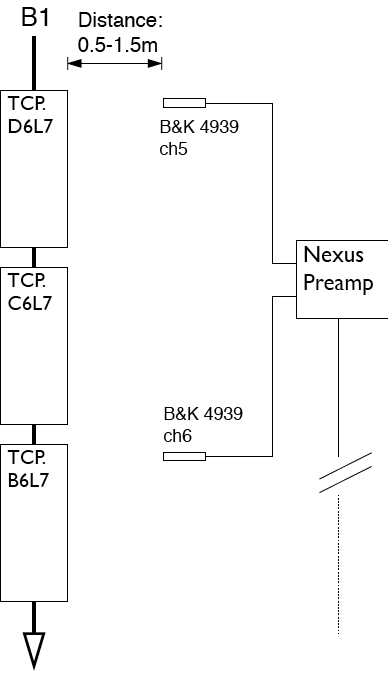 B1
Distance:
0.5-1.5m
TCP.
D6L7
B&K 4939
ch5
TCP.
C6L7
Nexus
Preamp
B&K 4939
ch6
TCP.
B6L7